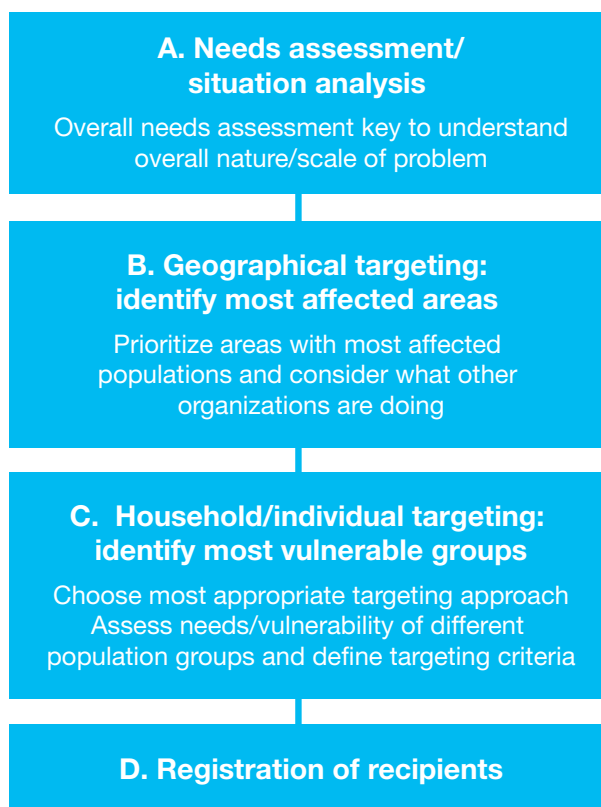 A. Needs assessment/
situation analysis
Overall needs assessment key to understand
overall nature/scale of problem
B. Geographical targeting:
identify most affected areas
Prioritize areas with most affected
populations and consider what other
organizations are doing
C. Household/individual targeting:
identify most vulnerable groups
Choose most appropriate targeting approach
Assess needs/vulnerability of different
population groups and define targeting criteria
D. Registration of recipients